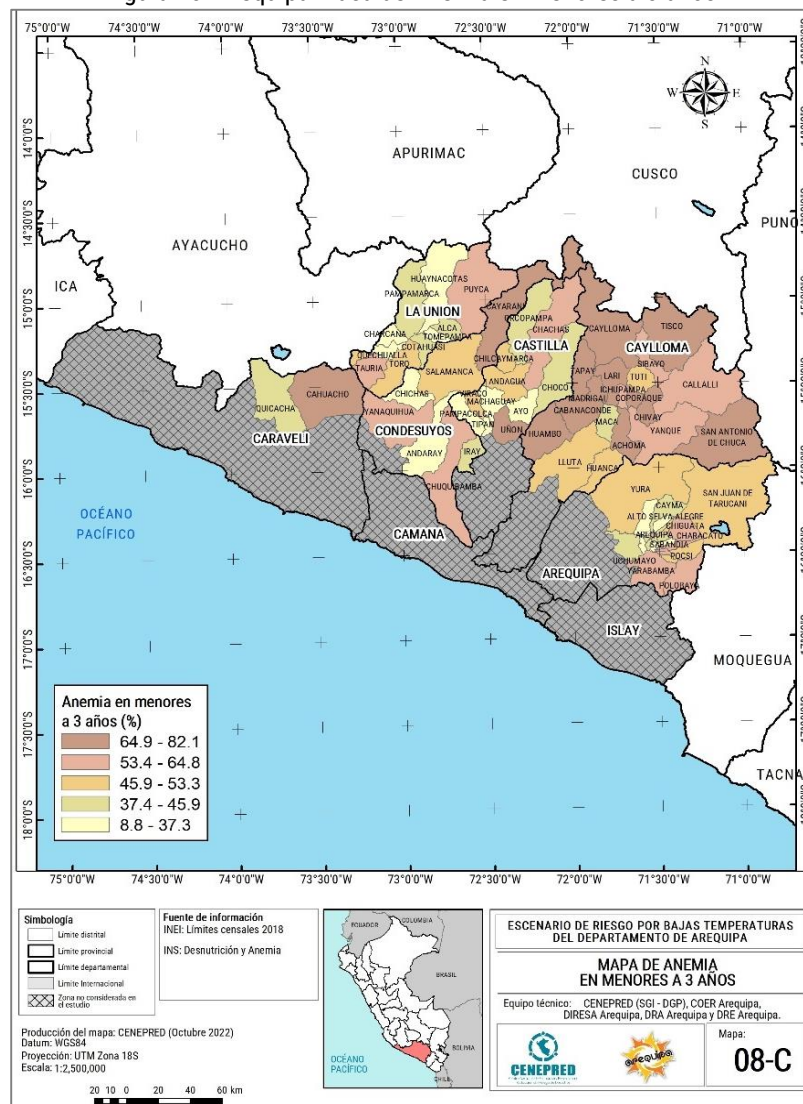 75°0'0"W
74°30'0"W
74°0'0"W
73°30'0"W
73°0'0"W
72°30'0"W
72°0'0"W
71°30'0"W
71°0'0"W
N
W
E
S
14°0'0"S
14°30'0"S
15°0'0"S
15°30'0"S
16°0'0"S
16°30'0"S
17°0'0"S
17°30'0"S
18°0'0"S
APURIMAC
CUSCO
PUNO
AYACUCHO
ICA
HUAYNACOTAS
PAMPAMARCA
PUYCA
LA UNION
CAYARANI
ORCOPAMPA
CHACHAS
CASTILLA
CAYLLOMA
TISCO
CAYLLOMA
CHARCANA
ALCA
TOMEPAMPA
COTAHUASI
QUECHUALLA
TORO
TAURIA
SALAMANCA
CHILCAYMARCA
ANDAGUA
CHOCO
TAPAY
LARI
SIBAYO
TUTI
ICHUPAMPA
COPORAQUE
CALLALLI
MADRIGAL
CABANACONDE
MACA
CHIVAY
YANQUE
ACHOMA
SAN ANTONIO
DE CHUCA
CAHUACHO
QUICACHA
CARAVELI
CHICHAS
YANAQUIHUA
CONDESUYOS
VIRACO
MACHAGUAY
PAMPACOLCA
TIPAN
AYO
UÑON
HUAMBO
ANDARAY
IRAY
CHUQUIBAMBA
LLUTA
HUANCA
YURA
SAN JUAN DE
TARUCANI
CAYMA
ALTO SELVA ALEGRE
CHIGUATA
AREQUIPA
CHARACATO
SABANDIA
POCSI
UCHUMAYO
YARABAMBA
POLOBAYA
CAMANA
AREQUIPA
ISLAY
OCÉANO
PACÍFICO
MOQUEGUA
TACNA
Anemia en menores
a 3 años (%)
64.9 - 82.1
53.4 - 64.8
45.9 - 53.3
37.4 - 45.9
8.8 - 37.3
75°0'0"W
74°30'0"W
74°0'0"W
73°30'0"W
73°0'0"W
72°30'0"W
72°0'0"W
71°30'0"W
71°0'0"W
Simbología
Límite distrital
Límite provincial
Límite departamental
Límite Internacional
Zona no considerada en
el estudio
Fuente de información
INEI: Límites censales 2018
INS: Desnutrición y Anemia
Producción del mapa: CENEPRED (Octubre 2022)
Datum: WGS84
Proyección: UTM Zona 18S
Escala: 1:2,500,000
20 10 0 20 40 60 km
ECUADOR
COLOMBIA
BRASIL
BOLIVIA
CHILE
OCÉANO
PACÍFICO
ESCENARIO DE RIESGO POR BAJAS TEMPERATURAS
DEL DEPARTAMENTO DE AREQUIPA
MAPA DE ANEMIA
EN MENORES A 3 AÑOS
Equipo técnico: CENEPRED (SGI - DGP), COER Arequipa,
DIRESA Arequipa, DRA Arequipa y DRE Arequipa.
CENEPRED
arequipa
Mapa:
08-C